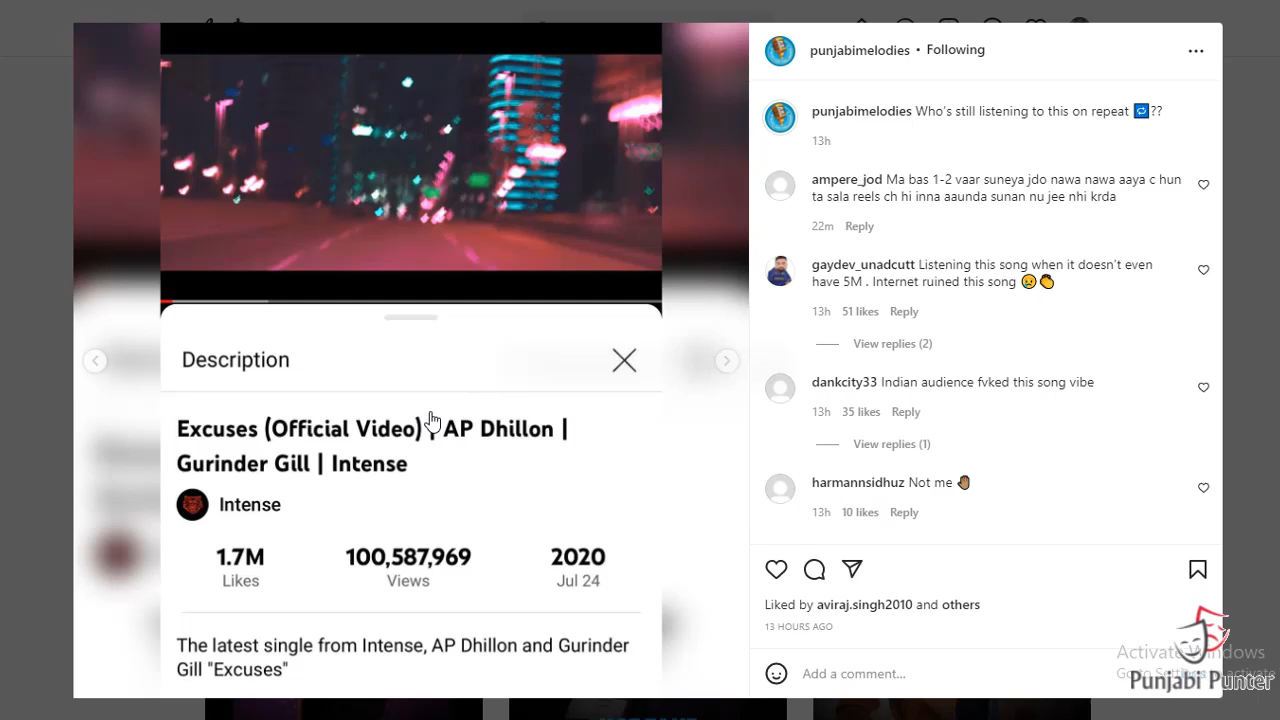 Description
Excuses (Official Video) | AP Dhillon |
Gurinder Gill | Intense
Intense
1.7M
Likes
100,587,969
Views
2020
Jul 24
The latest single from Intense, AP Dhillon and Gurinder
Gill "Excuses"
punjabimelodies • Following
punjabimelodies Who's still listening to this on repeat 🔁??
13h
ampere_jod Ma bas 1-2 vaar suneya jdo nawa nawa aaya c hun
ta sala reels ch hi inna aaunda sunan nu jee nhi krda
22m Reply
gaydev_unadcutt Listening this song when it doesn't even
have 5M . Internet ruined this song 😢👏
13h 51 likes Reply
View replies (2)
dankcity33 Indian audience fvked this song vibe
13h 35 likes Reply
View replies (1)
harmannsidhuz Not me 🤚🏽
13h 10 likes Reply
Liked by aviraj.singh2010 and others
13 HOURS AGO
Add a comment...
Activate Windows
Go to Settings to activate
Punjabi Punter